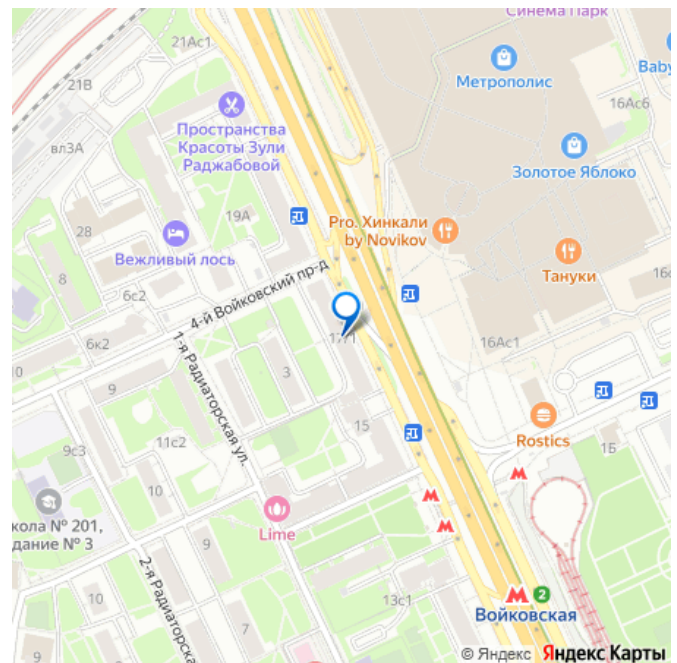 Синема Парк
21Ас1
Метрополис
Baby
21В
16Ас6
Пространства
Красоты Зули
Раджабовой
вл3А
Золотое Яблоко
19А
28
Pro. Хинкали
by Novikov
Вежливый лось
Тануки
8
6с2
4-й Войковский пр-д
16с
17/1
16Ас1
6к2
10
1-я Радиаторская ул.
3
9
15
Rostics
11с2
1Б
9с3
10
кола № 201,
дание № 3
Lime
9
2-я Радиаторская
10
13с1
2
Войковская
7
9
© Яндекс Яндекс Карты